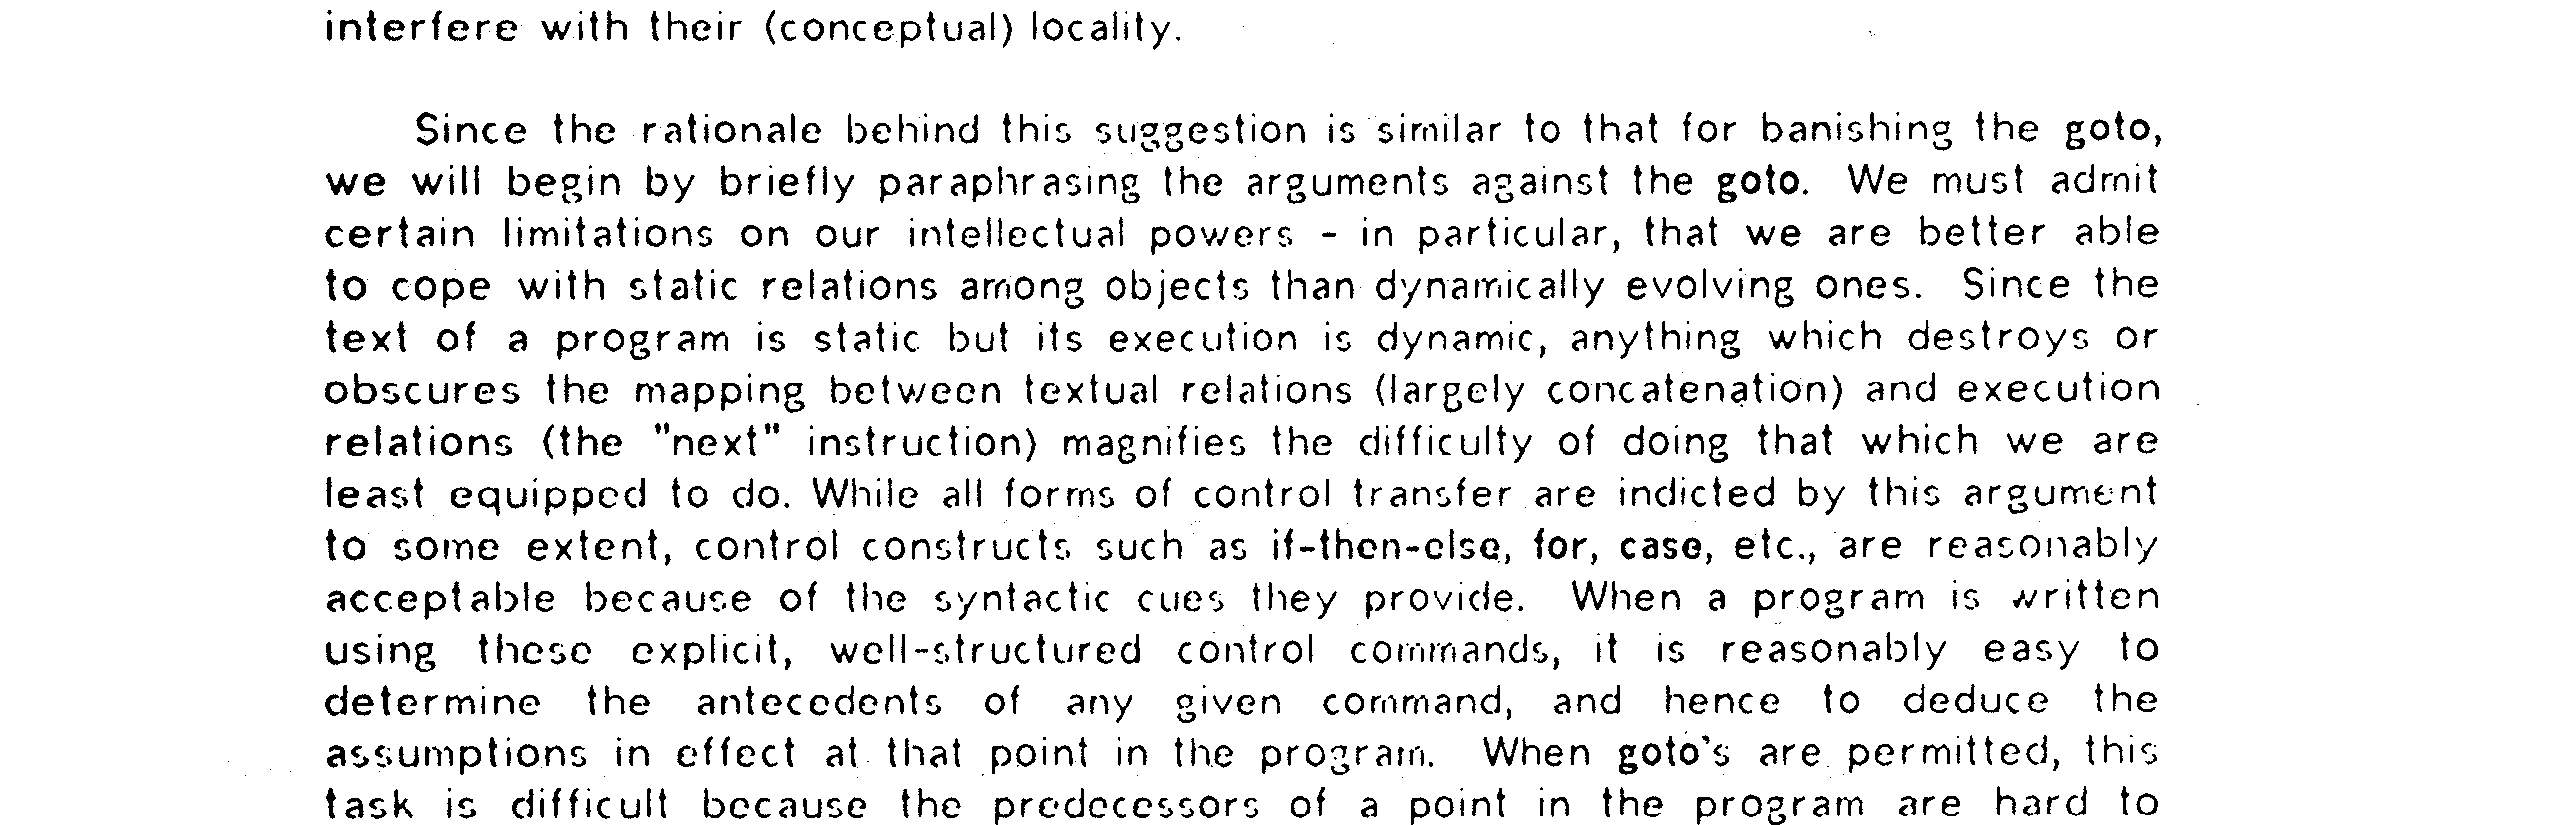 interfere with their (conceptual) locality.
Since the rationale behind this suggestion is similar to that for banishing the goto,
we will begin by briefly paraphrasing the arguments against the goto. We must admit
certain limitations on our intellectual powers - in particular, that we are better able
to cope with static relations among objects than dynamically evolving ones. Since the
text of a program is static but its execution is dynamic, anything which destroys or
obscures the mapping between textual relations (largely concatenation) and execution
relations (the "next" instruction) magnifies the difficulty of doing that which we are
least equipped to do. While all forms of control transfer are indicted by this argument
to some extent, control constructs such as if-then-else, for, case, etc., are reasonably
acceptable because of the syntactic cues they provide. When a program is written
using these explicit, well-structured control commands, it is reasonably easy to
determine the antecedents of any given command, and hence to deduce the
assumptions in effect at that point in the program. When goto's are permitted, this
task is difficult because the predecessors of a point in the program are hard to